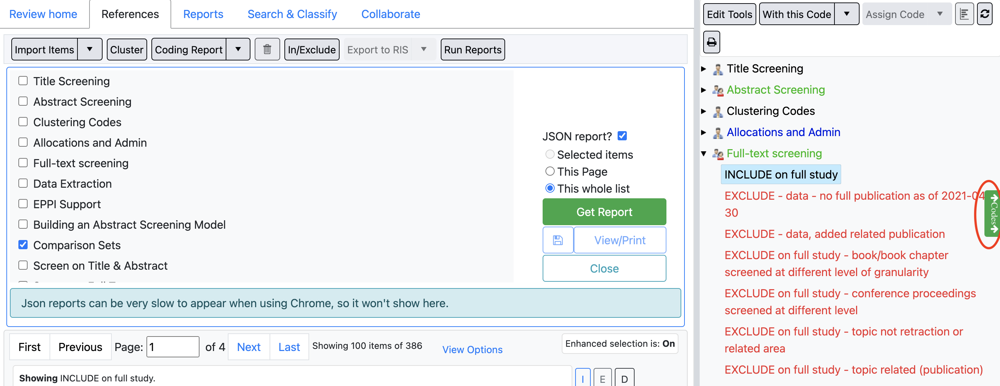 Review home
References
Reports
Search & Classify
Collaborate
Import Items
Cluster
Coding Report
In/Exclude
Export to RIS
Run Reports
Title Screening
Abstract Screening
Clustering Codes
Allocations and Admin
Full-text screening
Data Extraction
EPPI Support
Building an Abstract Screening Model
Comparison Sets
Screen on Title & Abstract
JSON report?
Selected items
This Page
This whole list
Get Report
View/Print
Close
Json reports can be very slow to appear when using Chrome, so it won't show here.
First
Previous
Page: 1 of 4
Next
Last
Showing 100 items of 386
View Options
Enhanced selection is: On
Showing INCLUDE on full study.
I
E
D
Edit Tools
With this Code
Assign Code
Title Screening
Abstract Screening
Clustering Codes
Allocations and Admin
Full-text screening
INCLUDE on full study
EXCLUDE - data - no full publication as of 2021-04
30
EXCLUDE - data, added related publication
EXCLUDE on full study - book/book chapter
screened at different level of granularity
EXCLUDE on full study - conference proceedings
screened at different level
EXCLUDE on full study - topic not retraction or
related area
EXCLUDE on full study - topic related (publication)
Codes